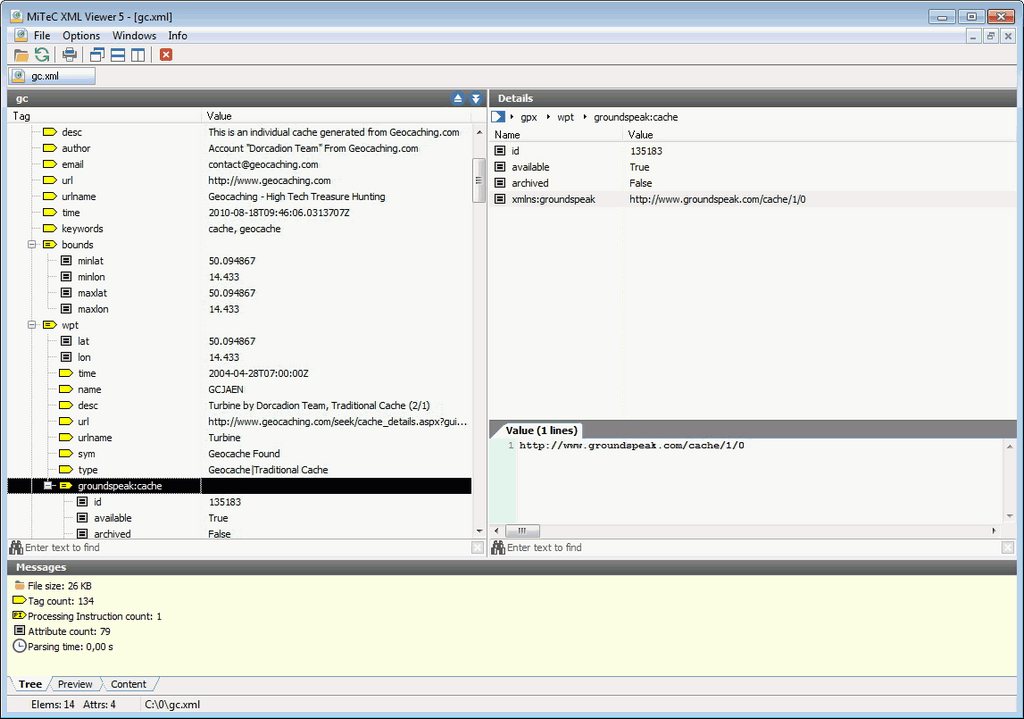 MiTeC XML Viewer 5 - [gc.xml]
File Options Windows Info
gc.xml
gc
Tag Value
desc This is an individual cache generated from Geocaching.com
author Account "Dorcadion Team" From Geocaching.com
email contact@geocaching.com
url http://www.geocaching.com
urlname Geocaching - High Tech Treasure Hunting
time 2010-08-18T09:46:06.0313707Z
keywords cache, geocache
bounds
minlat 50.094867
minlon 14.433
maxlat 50.094867
maxlon 14.433
wpt
lat 50.094867
lon 14.433
time 2004-04-28T07:00:00Z
name GCJAEN
desc Turbine by Dorcadion Team, Traditional Cache (2/1)
url http://www.geocaching.com/seek/cache_details.aspx?gui...
urlname Turbine
sym Geocache Found
type Geocache|Traditional Cache
groundspeak:cache
id 135183
available True
archived False
Enter text to find
Details
gpx wpt groundspeak:cache
Name Value
id 135183
available True
archived False
xmlns:groundspeak http://www.groundspeak.com/cache/1/0
Value (1 lines)
1 http://www.groundspeak.com/cache/1/0
Enter text to find
Messages
File size: 26 KB
Tag count: 134
PI Processing Instruction count: 1
Attribute count: 79
Parsing time: 0,00 s
Tree Preview Content
Elems: 14 Attrs: 4 C:\0\gc.xml